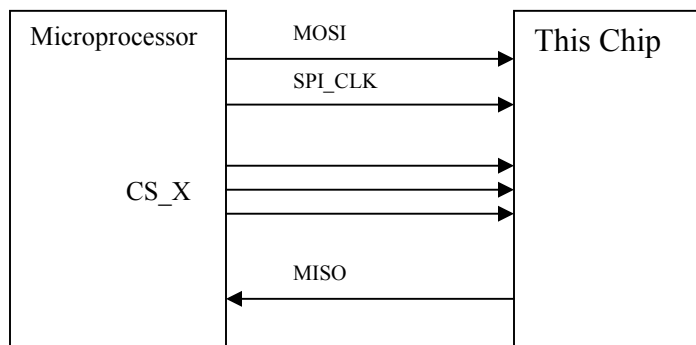 Microprocessor
MOSI
This Chip
SPI_CLK
CS_X
MISO